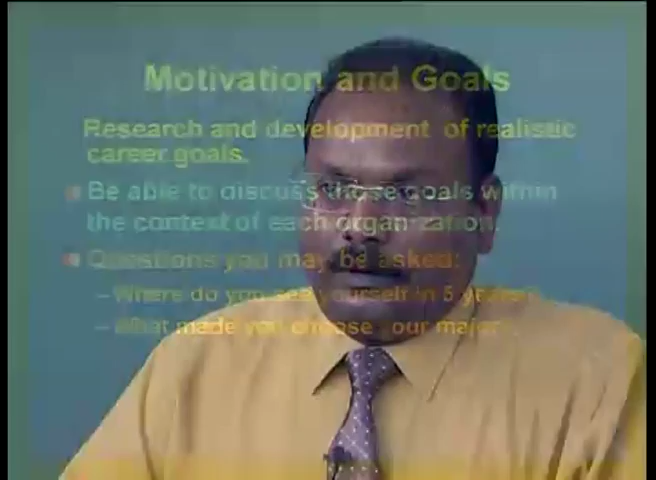 Motivation and Goals
Research and development of realistic
career goals.
Be able to discuss those goals within
the context of each organization.
Questions you may be asked:
– Where do you see yourself in 5 years?
– What made you choose your major